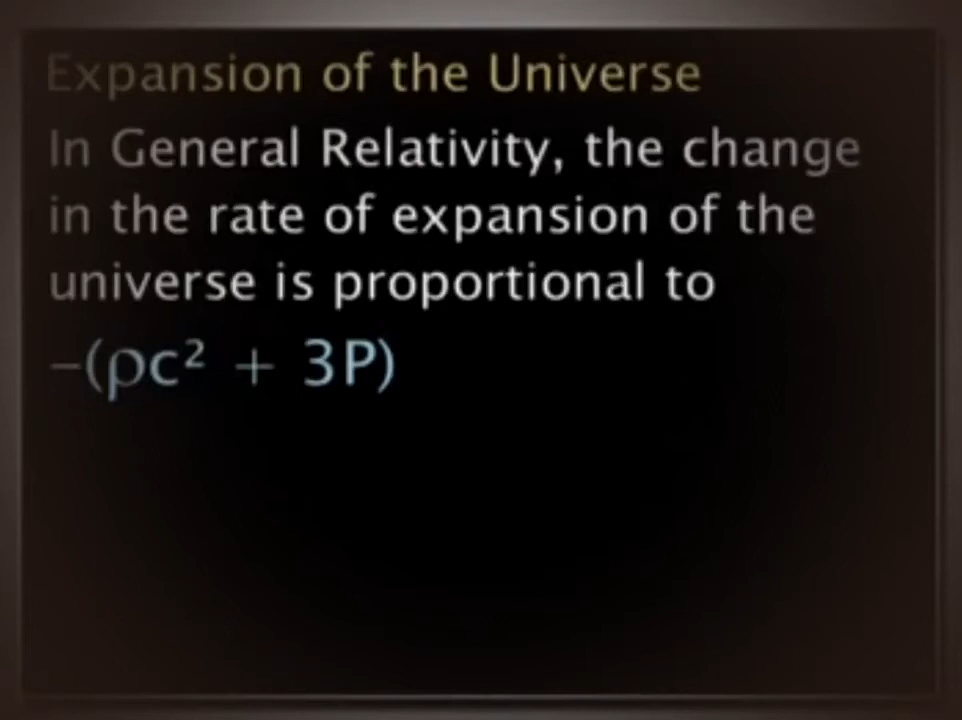 Expansion of the Universe
In General Relativity, the change
in the rate of expansion of the
universe is proportional to
–(ρc² + 3P)